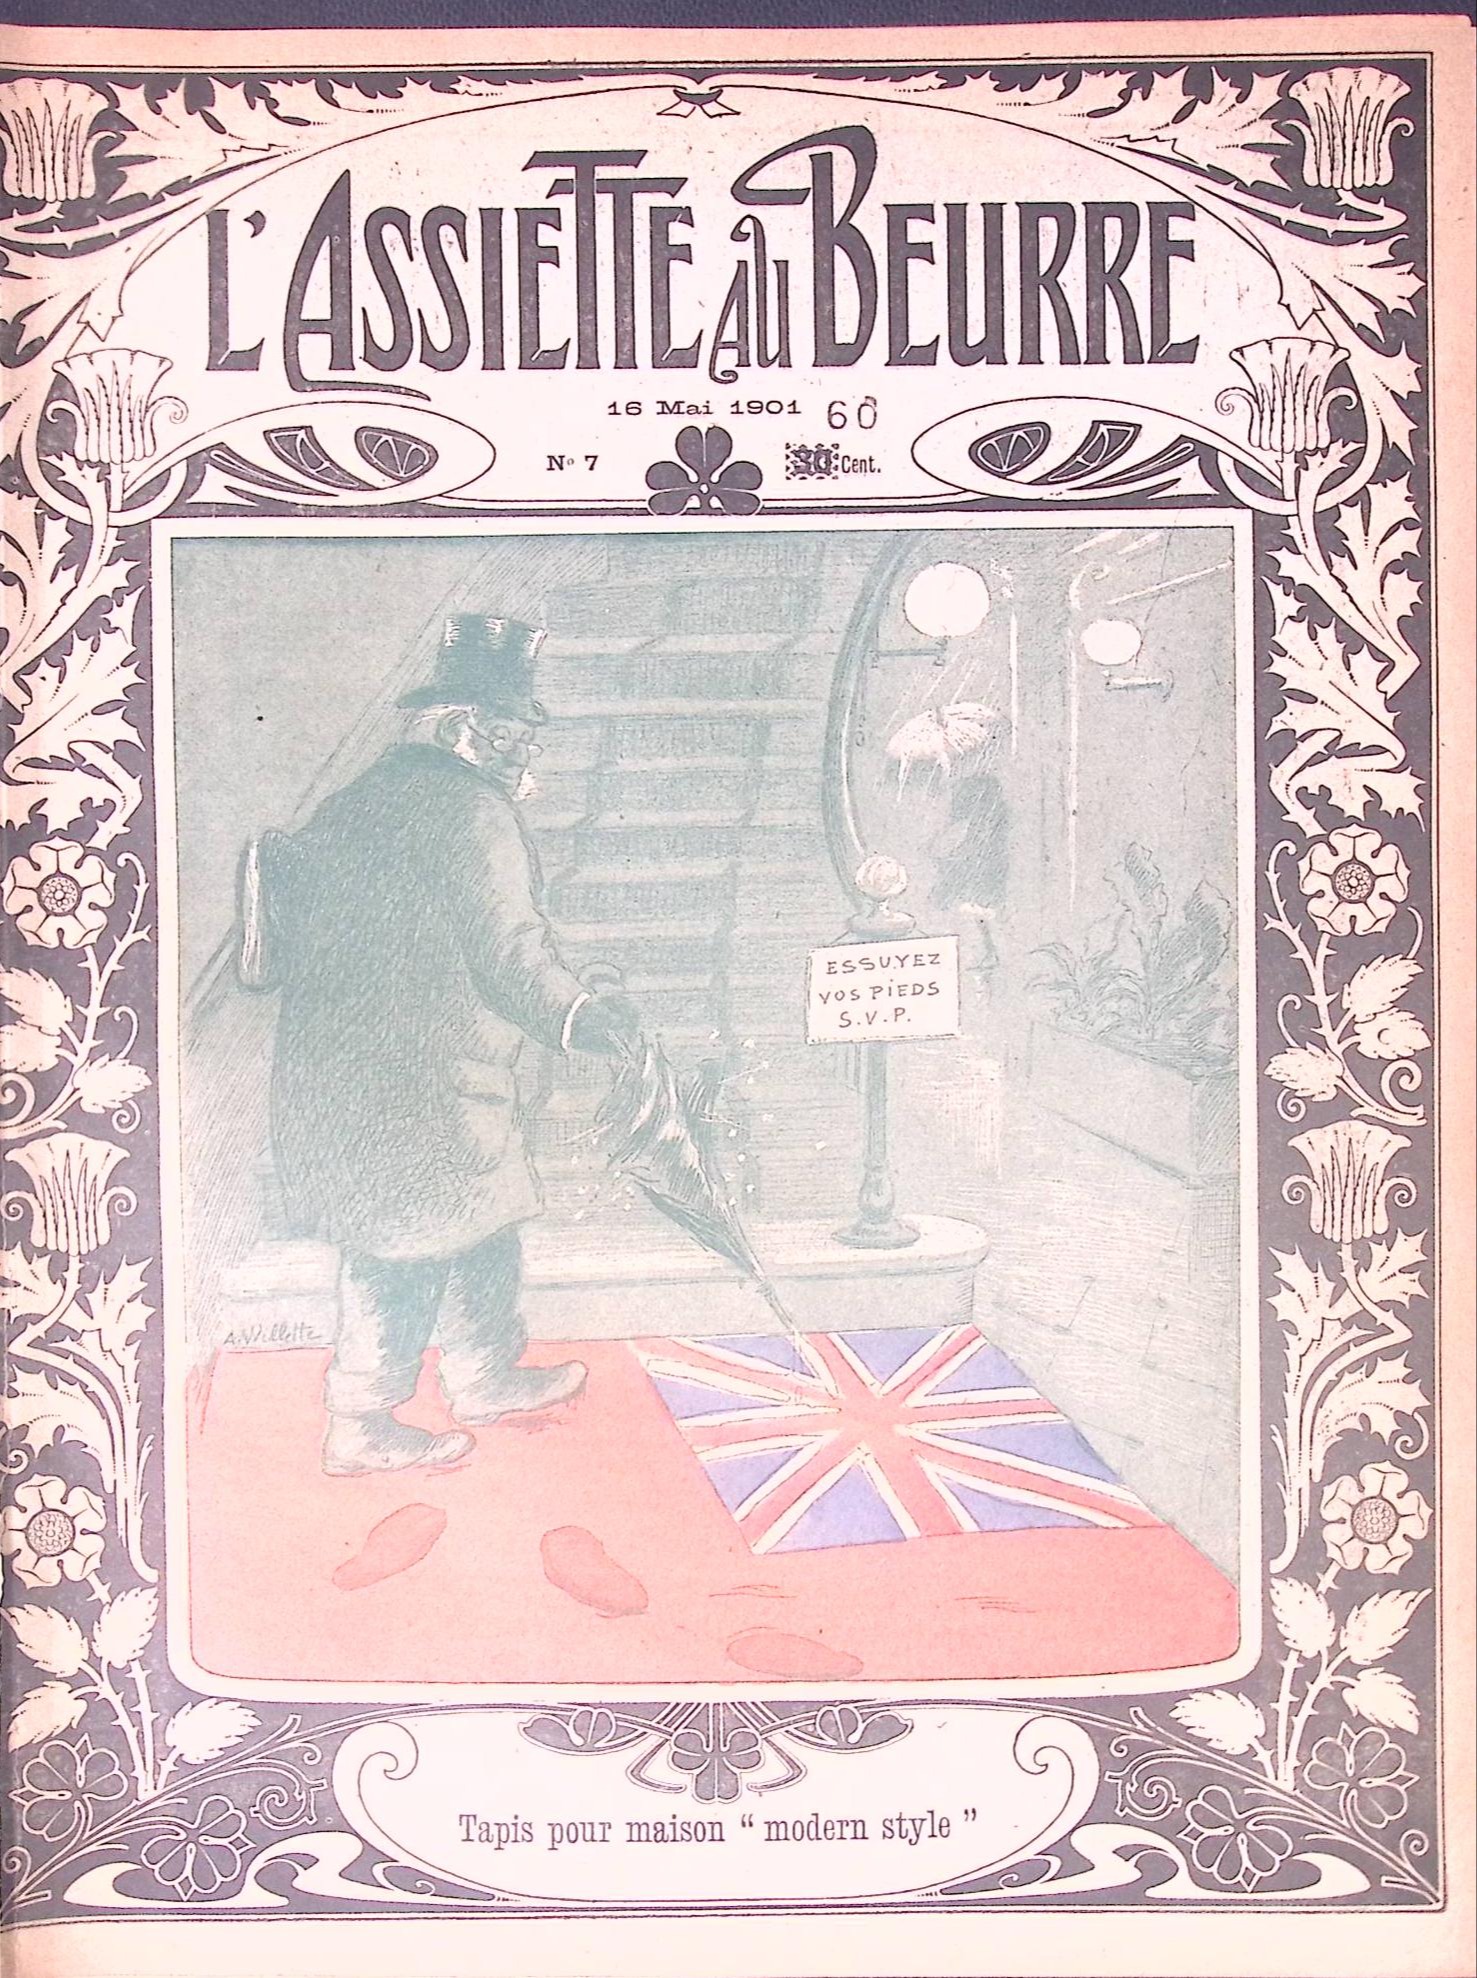 L'ASSIETTE AU BEURRE
16 Mai 1901 60
Nº 7
30 Cent.
ESSUYEZ
VOS PIEDS
S.V.P.
A. Willette
Tapis pour maison “ modern style ”